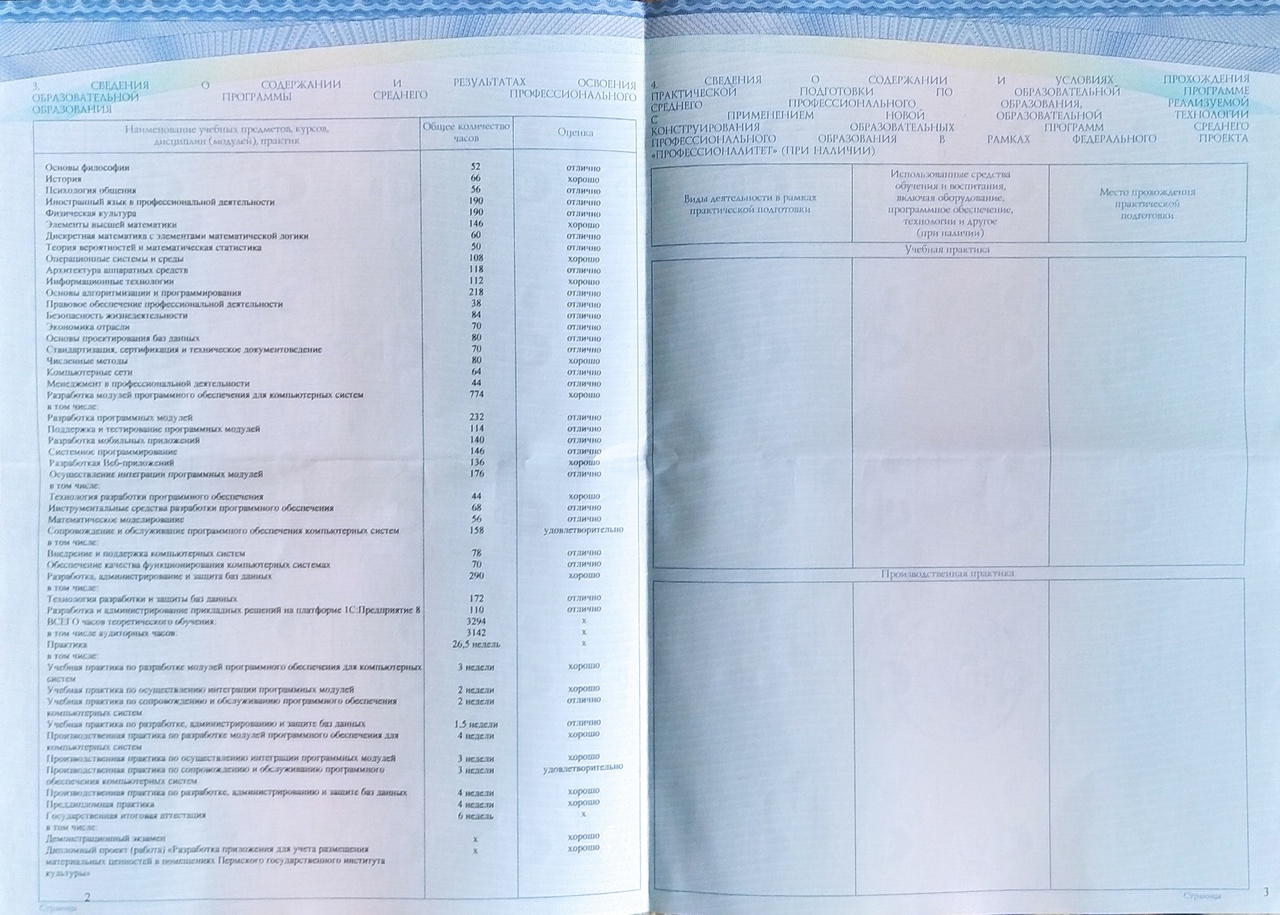 3. СВЕДЕНИЯ О СОДЕРЖАНИИ И РЕЗУЛЬТАТАХ ОСВОЕНИЯ
ОБРАЗОВАТЕЛЬНОЙ ПРОГРАММЫ СРЕДНЕГО ПРОФЕССИОНАЛЬНОГО
ОБРАЗОВАНИЯ
Наименование учебных предметов, курсов, дисциплин (модулей), практик Общее количество часов Оценка
Основы философии 52 отлично
История 66 хорошо
Психология общения 56 отлично
Иностранный язык в профессиональной деятельности 190 отлично
Физическая культура 190 отлично
Элементы высшей математики 146 хорошо
Дискретная математика с элементами математической логики 60 отлично
Теория вероятностей и математическая статистика 50 отлично
Операционные системы и среды 108 хорошо
Архитектура аппаратных средств 118 отлично
Информационные технологии 112 хорошо
Основы алгоритмизации и программирования 218 отлично
Правовое обеспечение профессиональной деятельности 38 отлично
Безопасность жизнедеятельности 84 отлично
Экономика отрасли 70 отлично
Основы проектирования баз данных 80 отлично
Стандартизация, сертификация и техническое документоведение 70 отлично
Численные методы 80 хорошо
Компьютерные сети 64 отлично
Менеджмент в профессиональной деятельности 44 отлично
Разработка модулей программного обеспечения для компьютерных систем 774 хорошо
в том числе:
Разработка программных модулей 232 отлично
Поддержка и тестирование программных модулей 114 отлично
Разработка мобильных приложений 140 отлично
Системное программирование 146 отлично
Разработкая Веб-приложений 136 хорошо
Осуществление интеграции программных модулей 176 отлично
в том числе:
Технология разработки программного обеспечения 44 хорошо
Инструментальные средства разработки программного обеспечения 68 отлично
Математическое моделирование 56 отлично
Сопровождение и обслуживание программного обеспечения компьютерных систем 158 удовлетворительно
в том числе:
Внедрение и поддержка компьютерных систем 78 отлично
Обеспечение качества функционирования компьютерных системах 70 отлично
Разработка, администрирование и защита баз данных 290 хорошо
в том числе:
Технология разработки и защиты баз данных 172 отлично
Разработка и администрирование прикладных решений на платформе 1С:Предприятие 8 110 отлично
ВСЕГО часов теоретического обучения: 3294 х
в том числе аудиторных часов: 3142 х
Практика 26,5 недель х
в том числе:
Учебная практика по разработке модулей программного обеспечения для компьютерных 3 недели хорошо
систем
Учебная практика по осуществлению интеграции программных модулей 2 недели хорошо
Учебная практика по сопровождению и обслуживанию программного обеспечения 2 недели отлично
компьютерных систем
Учебная практика по разработке, администрированию и защите баз данных 1,5 недели отлично
Производственная практика по разработке модулей программного обеспечения для 4 недели хорошо
компьютерных систем
Производственная практика по осуществлению интеграции программных модулей 3 недели хорошо
Производственная практика по сопровождению и обслуживанию программного 3 недели удовлетворительно
обеспечения компьютерных систем
Производственная практика по разработке, администрированию и защите баз данных 4 недели хорошо
Преддипломная практика 4 недели хорошо
Государственная итоговая аттестация 6 недель х
в том числе:
Демонстрационный экзамен х хорошо
Дипломный проект (работа) «Разработка приложения для учета размещения х хорошо
материальных ценностей в помещениях Пермского государственного института
культуры»
2
Страница
4. СВЕДЕНИЯ О СОДЕРЖАНИИ И УСЛОВИЯХ ПРОХОЖДЕНИЯ
ПРАКТИЧЕСКОЙ ПОДГОТОВКИ ПО ОБРАЗОВАТЕЛЬНОЙ ПРОГРАММЕ
СРЕДНЕГО ПРОФЕССИОНАЛЬНОГО ОБРАЗОВАНИЯ, РЕАЛИЗУЕМОЙ
С ПРИМЕНЕНИЕМ НОВОЙ ОБРАЗОВАТЕЛЬНОЙ ТЕХНОЛОГИИ
КОНСТРУИРОВАНИЯ ОБРАЗОВАТЕЛЬНЫХ ПРОГРАММ СРЕДНЕГО
ПРОФЕССИОНАЛЬНОГО ОБРАЗОВАНИЯ В РАМКАХ ФЕДЕРАЛЬНОГО ПРОЕКТА
«ПРОФЕССИОНАЛИТЕТ» (ПРИ НАЛИЧИИ)
Виды деятельности в рамках
практической подготовки
Использованные средства
обучения и воспитания,
включая оборудование,
программное обеспечение,
технологии и другое
(при наличии)
Место прохождения
практической
подготовки
Учебная практика
Производственная практика
Страница
3